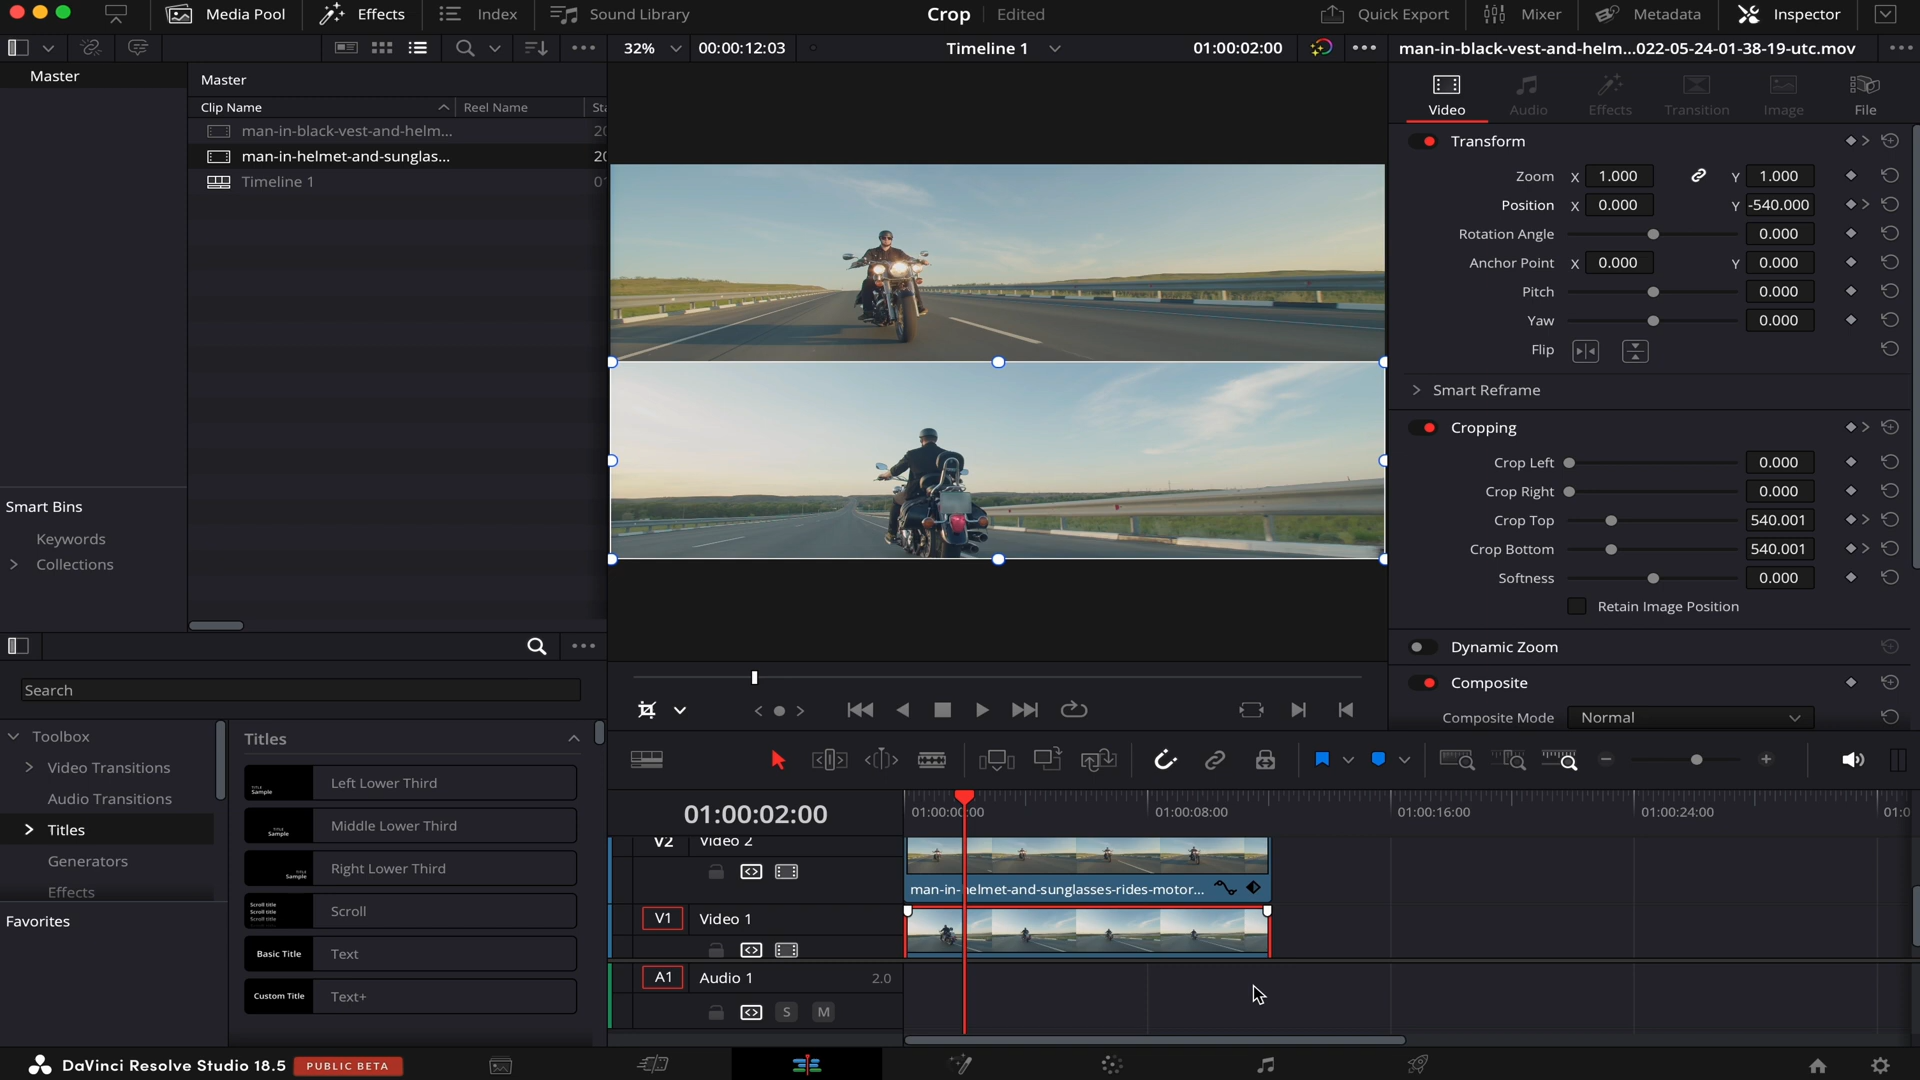 Media Pool
Effects
Index
Sound Library
Crop
Edited
Quick Export
Mixer
Metadata
Inspector
32%
00:00:12:03
Timeline 1
01:00:02:00
man-in-black-vest-and-helm...022-05-24-01-38-19-utc.mov
Master
Master
Clip Name
Reel Name
man-in-black-vest-and-helm...
man-in-helmet-and-sunglas...
Timeline 1
Smart Bins
Keywords
Collections
Video
Audio
Effects
Transition
Image
File
Transform
Zoom X 1.000 Y 1.000
Position X 0.000 Y -540.000
Rotation Angle 0.000
Anchor Point X 0.000 Y 0.000
Pitch 0.000
Yaw 0.000
Flip
Smart Reframe
Cropping
Crop Left 0.000
Crop Right 0.000
Crop Top 540.001
Crop Bottom 540.001
Softness 0.000
Retain Image Position
Dynamic Zoom
Composite
Composite Mode Normal
Search
Toolbox
Video Transitions
Audio Transitions
Titles
Generators
Effects
Favorites
Titles
Left Lower Third
Middle Lower Third
Right Lower Third
Scroll
Basic Title Text
Custom Title Text+
01:00:02:00
01:00:08:00
01:00:16:00
01:00:24:00
V2 Video 2
man-in-helmet-and-sunglasses-rides-motor...
V1 Video 1
A1 Audio 1 2.0
S M
DaVinci Resolve Studio 18.5 PUBLIC BETA